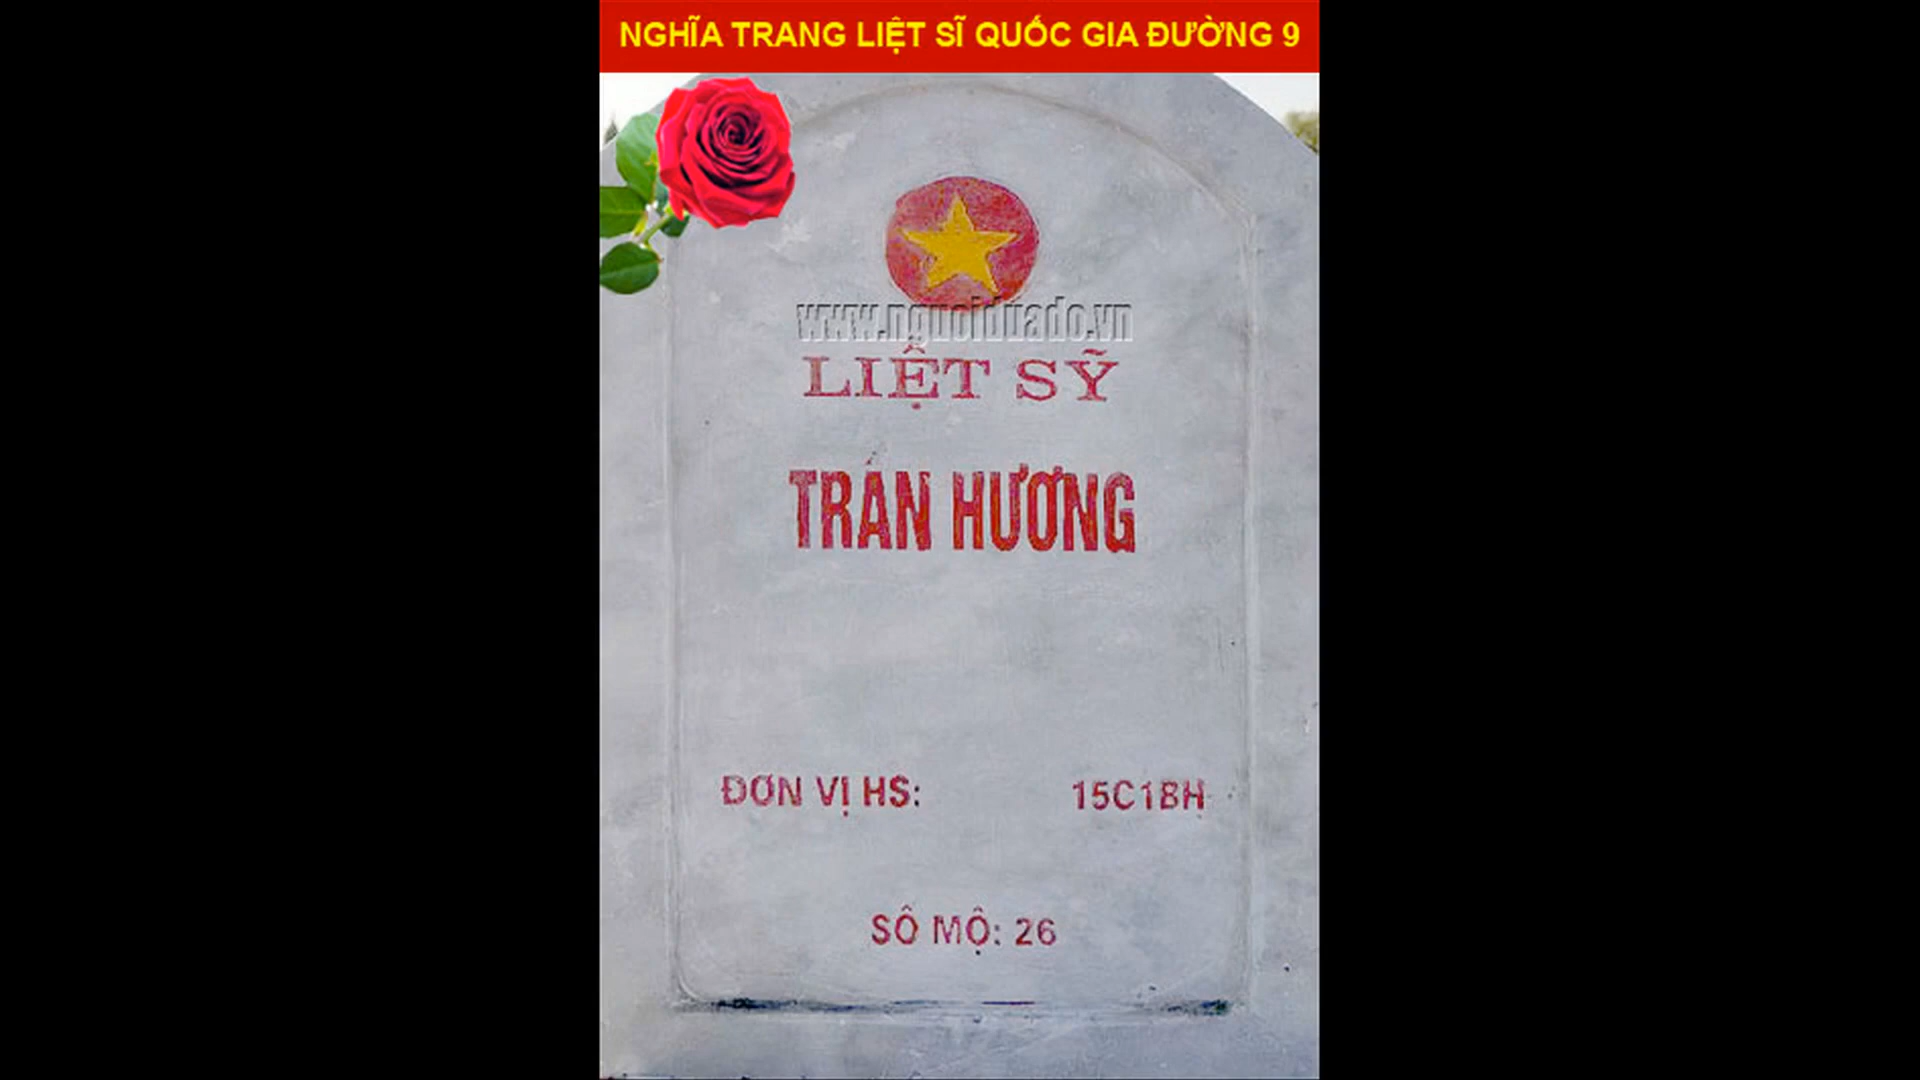 NGHĨA TRANG LIỆT SĨ QUỐC GIA ĐƯỜNG 9
www.nguoiduado.vn
LIỆT SỸ
TRẦN HƯƠNG
ĐƠN VỊ HS: 15C1BH
SỐ MỘ: 26